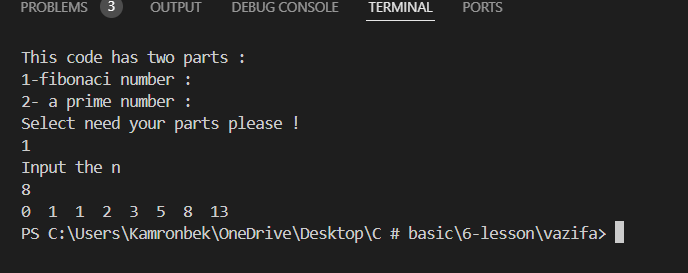 PROBLEMS 3 OUTPUT DEBUG CONSOLE TERMINAL PORTS
This code has two parts :
1-fibonaci number :
2- a prime number :
Select need your parts please !
1
Input the n
8
0 1 1 2 3 5 8 13
PS C:\Users\Kamronbek\OneDrive\Desktop\C # basic\6-lesson\vazifa>